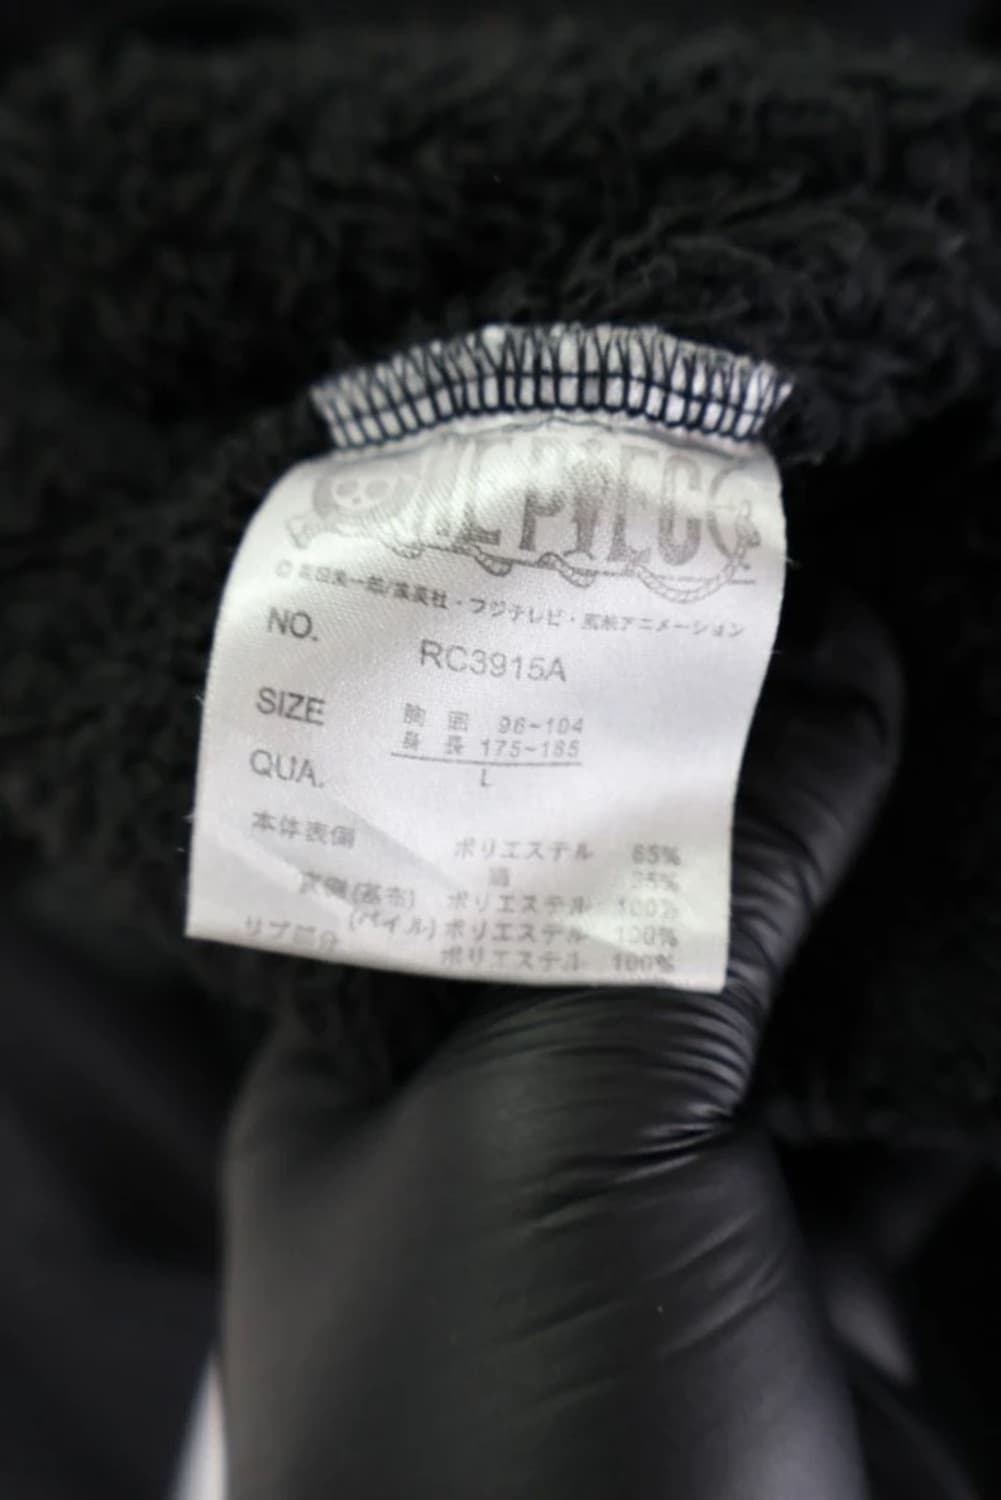 ONE PIECE
©尾田栄一郎/集英社・フジテレビ・東映アニメーション
NO. RC3915A
SIZE 胸囲 96~104
身長 175~185
L
QUA.
本体表側 ポリエステル 65%
綿 35%
裏側(基布) ポリエステル 100%
(パイル) ポリエステル 100%
リブ部分 ポリエステル 100%